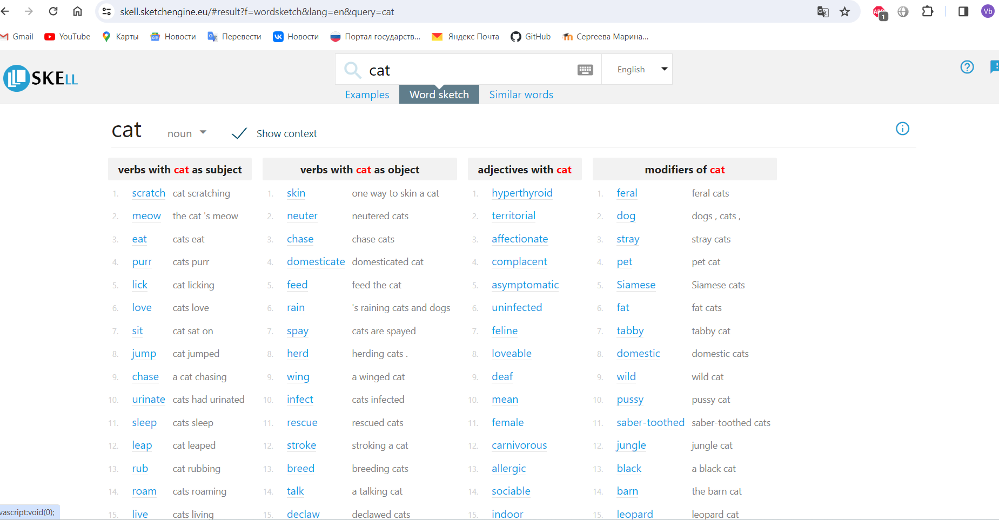 skell.sketchengine.eu/#result?f=wordsketch&lang=en&query=cat
1
Vb
Gmail YouTube Карты Новости Перевести Новости Портал государств... Яндекс Почта GitHub Сергеева Марина...
SKELL
cat English
Examples Word sketch Similar words
cat noun Show context
verbs with cat as subject
1. scratch cat scratching
2. meow the cat 's meow
3. eat cats eat
4. purr cats purr
5. lick cat licking
6. love cats love
7. sit cat sat on
8. jump cat jumped
9. chase a cat chasing
10. urinate cats had urinated
11. sleep cats sleep
12. leap cat leaped
13. rub cat rubbing
14. roam cats roaming
15. live cats living
verbs with cat as object
1. skin one way to skin a cat
2. neuter neutered cats
3. chase chase cats
4. domesticate domesticated cat
5. feed feed the cat
6. rain 's raining cats and dogs
7. spay cats are spayed
8. herd herding cats .
9. wing a winged cat
10. infect cats infected
11. rescue rescued cats
12. stroke stroking a cat
13. breed breeding cats
14. talk a talking cat
15. declaw declawed cats
adjectives with cat
1. hyperthyroid
2. territorial
3. affectionate
4. complacent
5. asymptomatic
6. uninfected
7. feline
8. loveable
9. deaf
10. mean
11. female
12. carnivorous
13. allergic
14. sociable
15. indoor
modifiers of cat
1. feral feral cats
2. dog dogs , cats ,
3. stray stray cats
4. pet pet cat
5. Siamese Siamese cats
6. fat fat cats
7. tabby tabby cat
8. domestic domestic cats
9. wild wild cat
10. pussy pussy cat
11. saber-toothed saber-toothed cats
12. jungle jungle cat
13. black a black cat
14. barn the barn cat
15. leopard leopard cat
vascript:void(0);